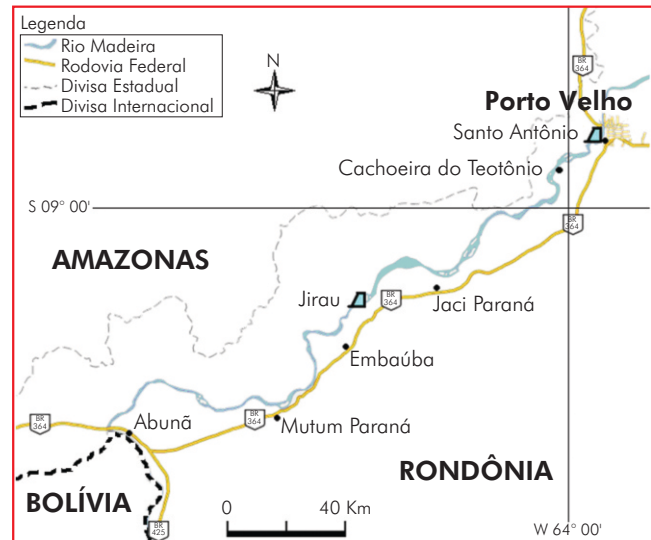 Legenda
Rio Madeira
Rodovia Federal
Divisa Estadual
Divisa Internacional
N
BR
364
Porto Velho
Santo Antônio
Cachoeira do Teotônio
S 09° 00'
BR
364
AMAZONAS
Jirau
BR
364
Jaci Paraná
Embaúba
BR
364
Abunã
BR
364
Mutum Paraná
RONDÔNIA
BOLÍVIA
0 40 Km
BR
425
W 64° 00'